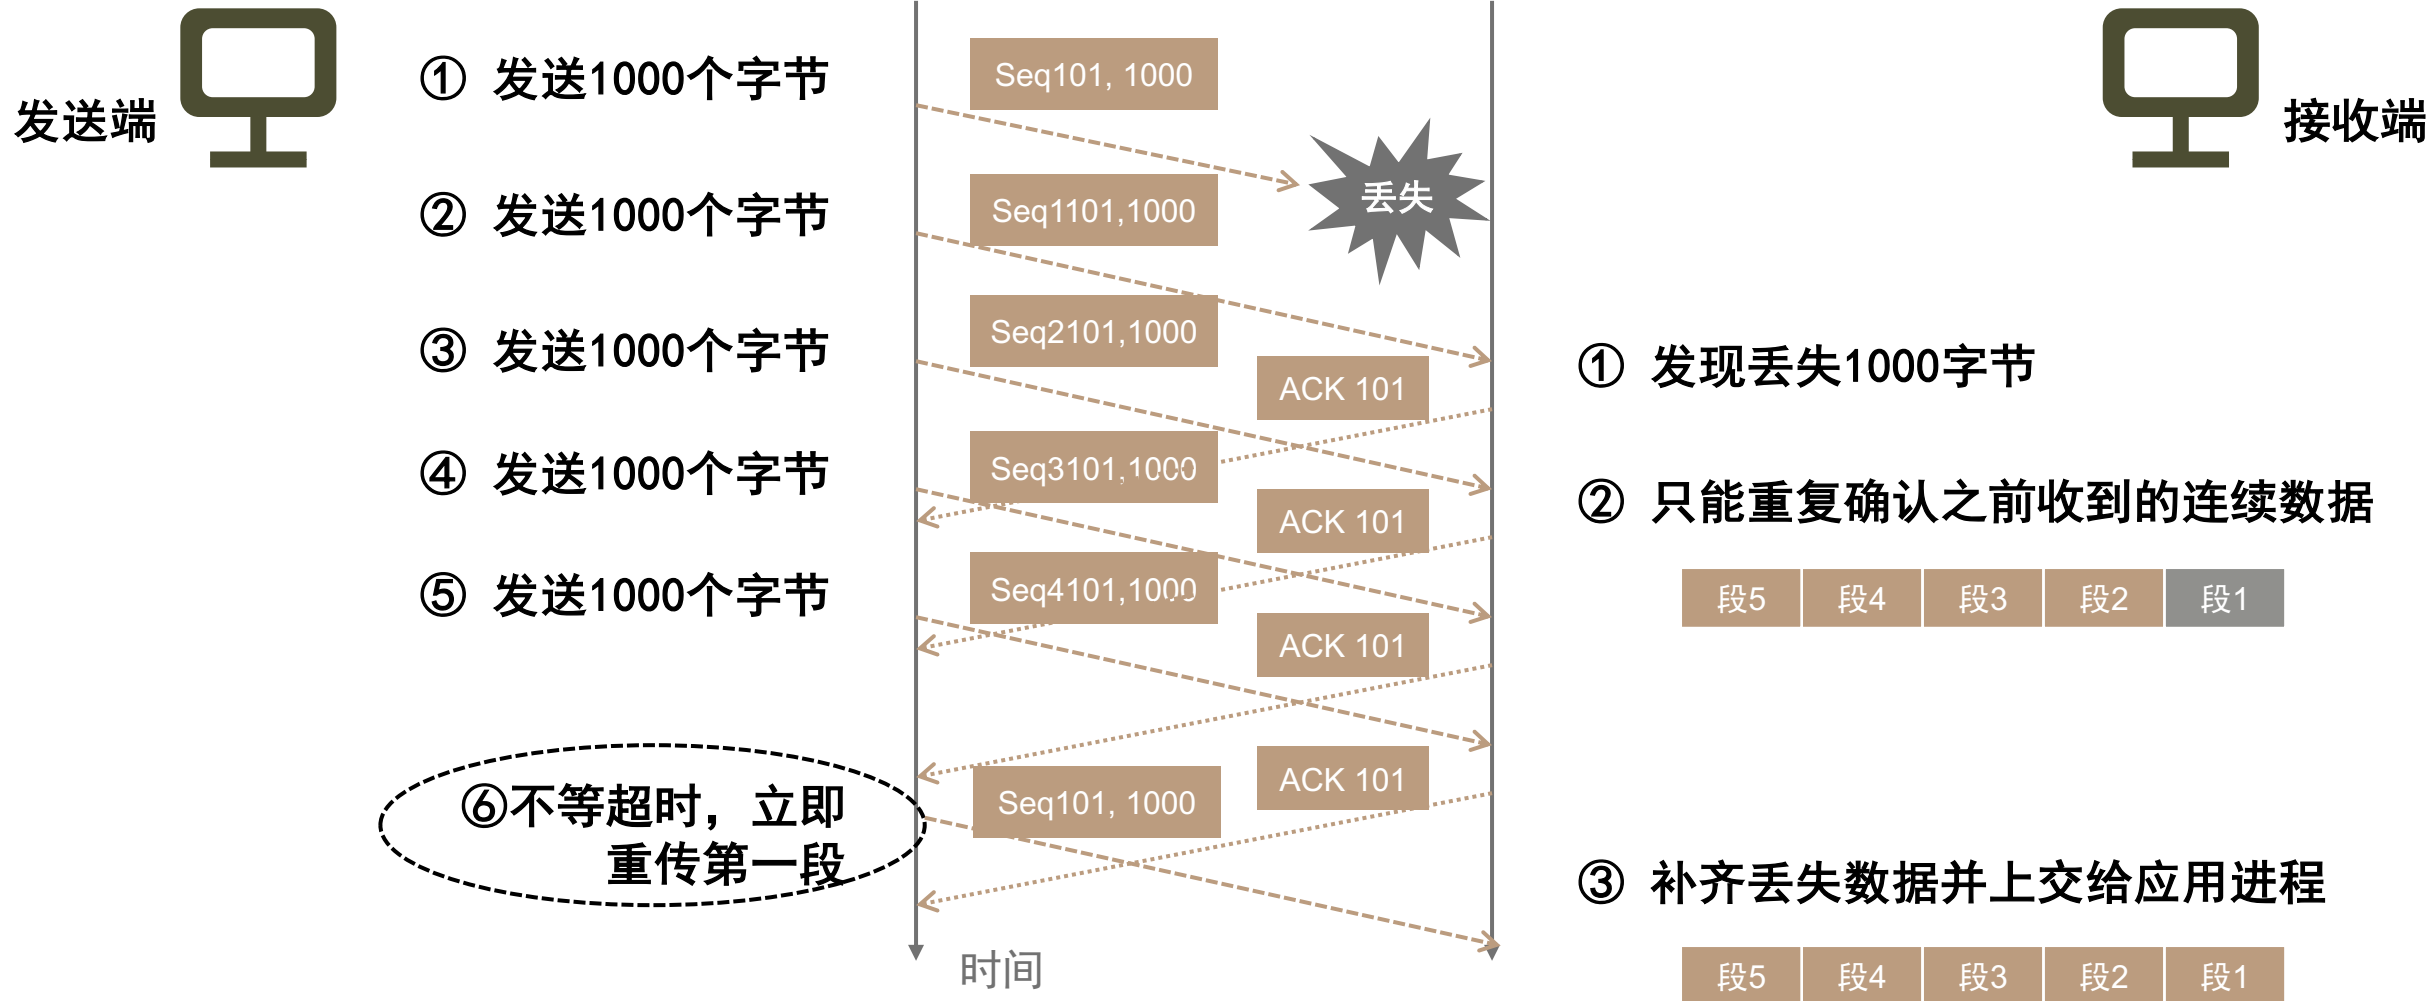 发送端
① 发送1000个字节
② 发送1000个字节
③ 发送1000个字节
④ 发送1000个字节
⑤ 发送1000个字节
⑥不等超时，立即
重传第一段
Seq101, 1000
丢失
Seq1101,1000
Seq2101,1000
ACK 101
Seq3101,1000
ACK 101
Seq4101,1000
ACK 101
ACK 101
Seq101, 1000
时间
接收端
① 发现丢失1000字节
② 只能重复确认之前收到的连续数据
段5 段4 段3 段2 段1
③ 补齐丢失数据并上交给应用进程
段5 段4 段3 段2 段1